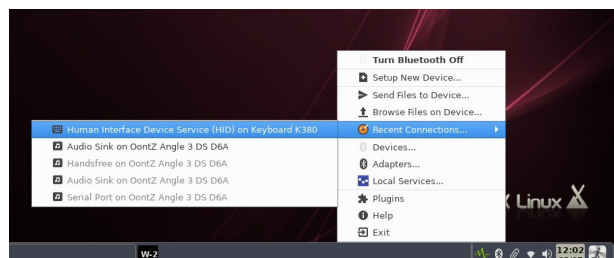 Turn Bluetooth Off
Setup New Device...
Send Files to Device...
Browse Files on Device...
Recent Connections...
Human Interface Device Service (HID) on Keyboard K380
Audio Sink on OontZ Angle 3 DS D6A
Handsfree on OontZ Angle 3 DS D6A
Audio Sink on OontZ Angle 3 DS D6A
Serial Port on OontZ Angle 3 DS D6A
Devices...
Adapters...
Local Services...
Plugins
Help
Exit
Linux
W-2
12:02